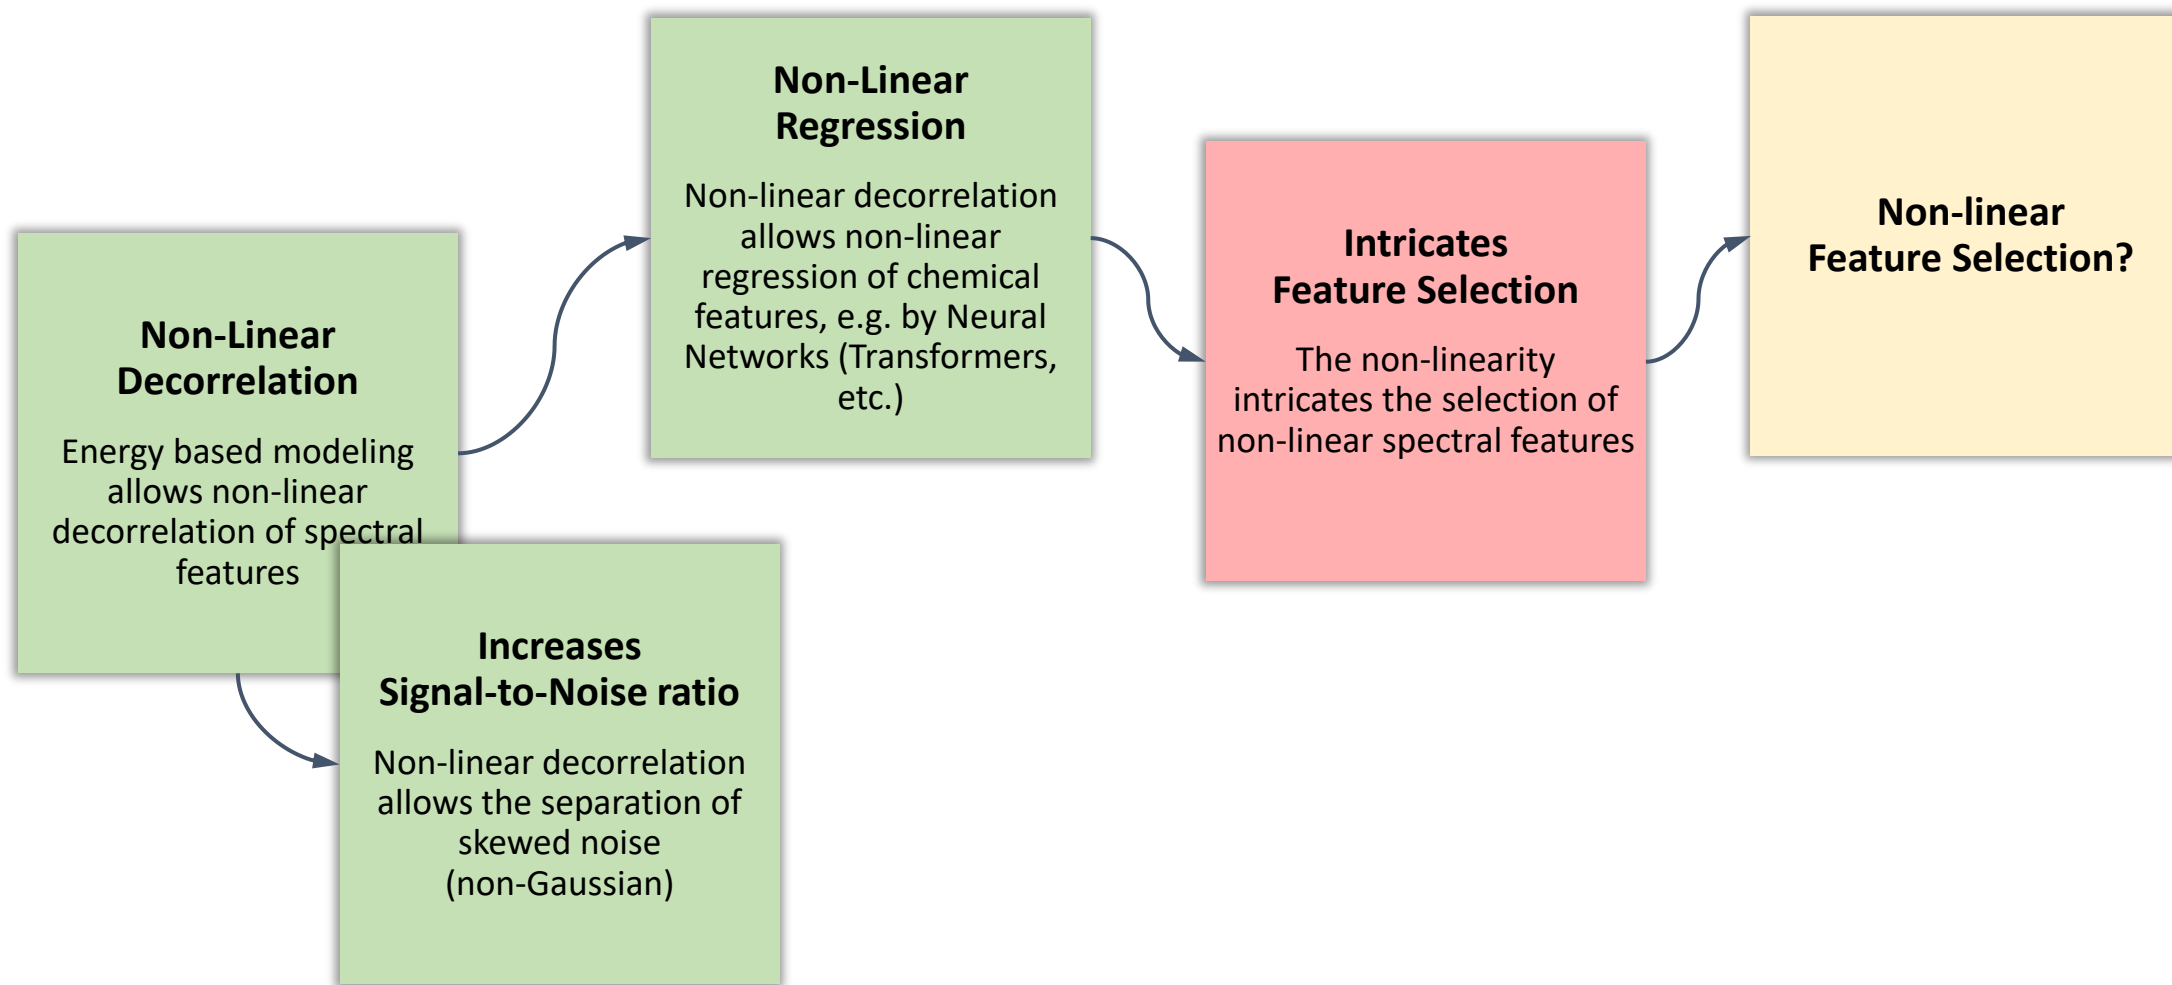 Non-Linear
Decorrelation
Energy based modeling
allows non-linear
decorrelation of spectral
features
Increases
Signal-to-Noise ratio
Non-linear decorrelation
allows the separation of
skewed noise
(non-Gaussian)
Non-Linear
Regression
Non-linear decorrelation
allows non-linear
regression of chemical
features, e.g. by Neural
Networks (Transformers,
etc.)
Intricates
Feature Selection
The non-linearity
intricates the selection of
non-linear spectral features
Non-linear
Feature Selection?